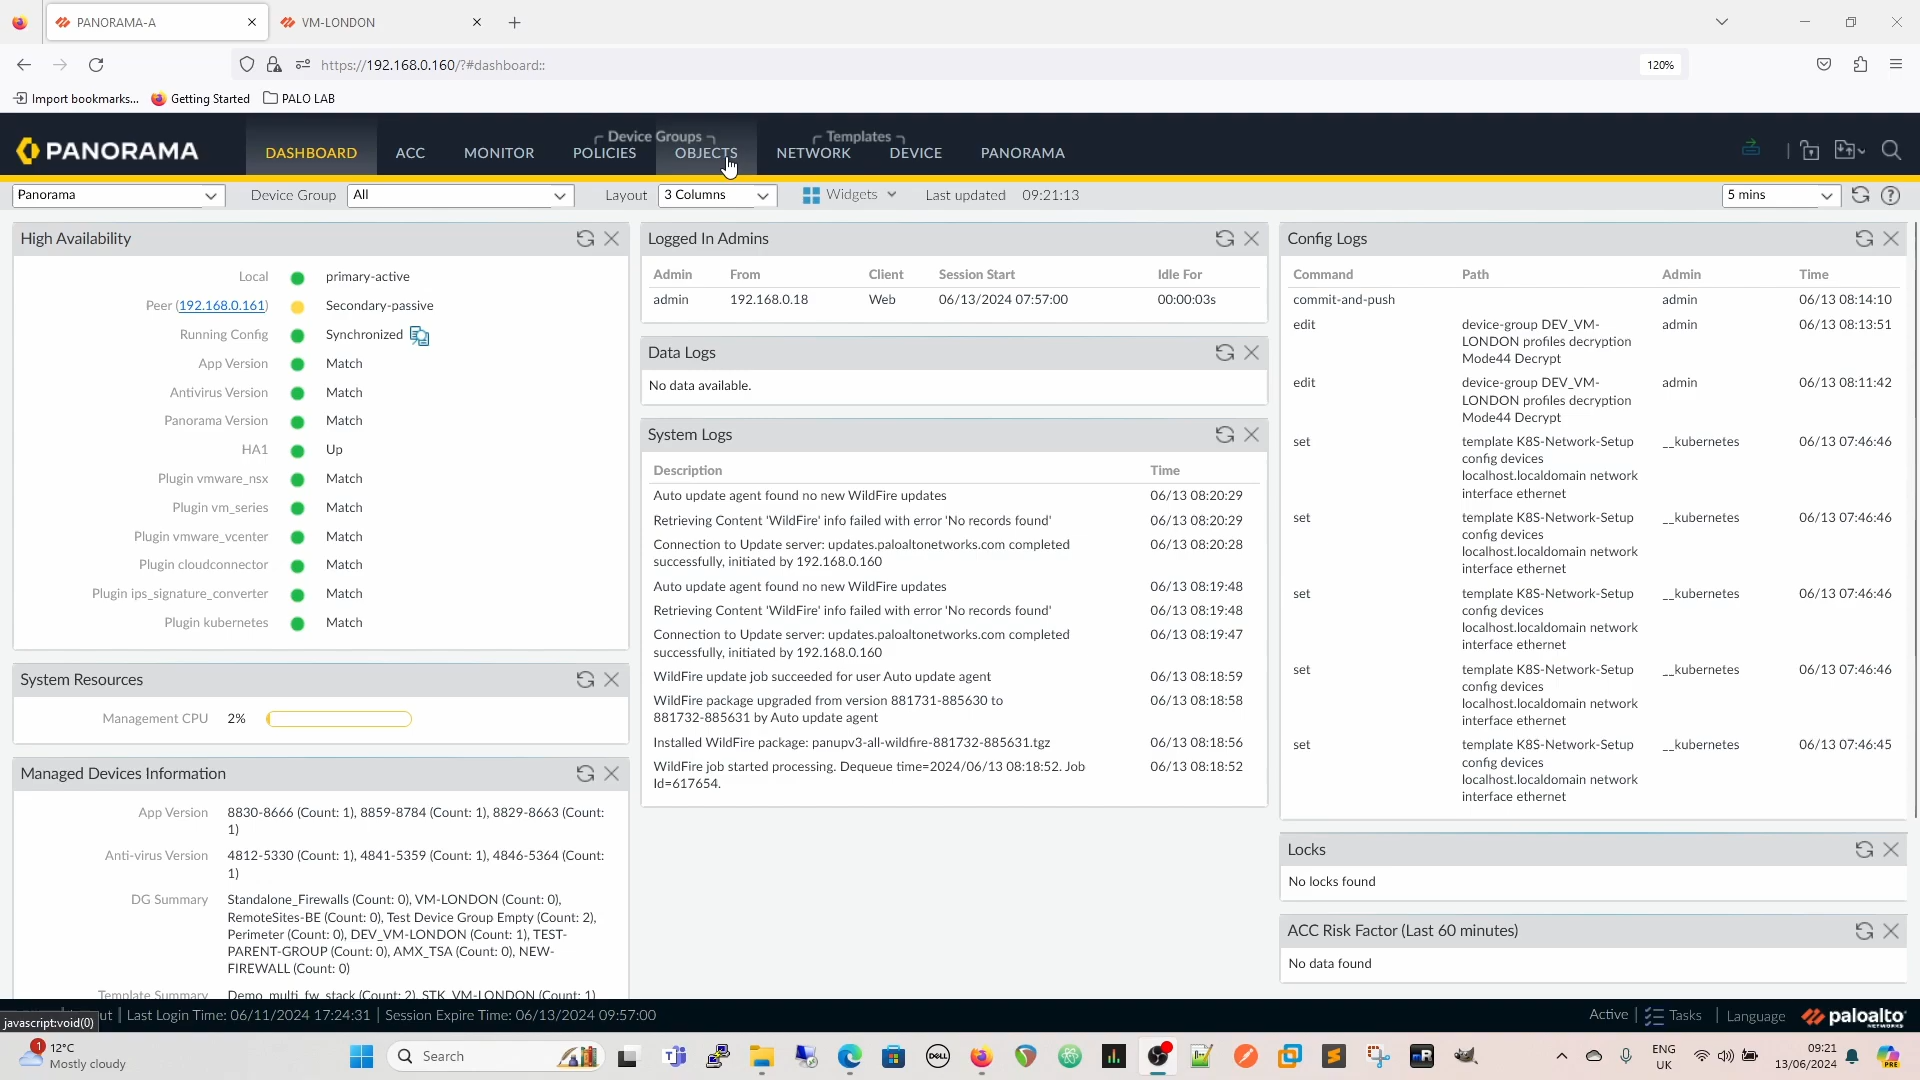 PANORAMA-A
VM-LONDON
https://192.168.0.160/?#dashboard::
120%
Import bookmarks...
Getting Started
PALO LAB
PANORAMA
DASHBOARD
ACC
MONITOR
Device Groups
POLICIES
OBJECTS
Templates
NETWORK
DEVICE
PANORAMA
Panorama
Device Group
All
Layout
3 Columns
Widgets
Last updated 09:21:13
5 mins
High Availability
Local primary-active
Peer (192.168.0.161) Secondary-passive
Running Config Synchronized
App Version Match
Antivirus Version Match
Panorama Version Match
HA1 Up
Plugin vmware_nsx Match
Plugin vm_series Match
Plugin vmware_vcenter Match
Plugin cloudconnector Match
Plugin ips_signature_converter Match
Plugin kubernetes Match
System Resources
Management CPU 2%
Managed Devices Information
App Version 8830-8666 (Count: 1), 8859-8784 (Count: 1), 8829-8663 (Count:
1)
Anti-virus Version 4812-5330 (Count: 1), 4841-5359 (Count: 1), 4846-5364 (Count:
1)
DG Summary Standalone_Firewalls (Count: 0), VM-LONDON (Count: 0),
RemoteSites-BE (Count: 0), Test Device Group Empty (Count: 2),
Perimeter (Count: 0), DEV_VM-LONDON (Count: 1), TEST-
PARENT-GROUP (Count: 0), AMX_TSA (Count: 0), NEW-
FIREWALL (Count: 0)
Template Summary Demo_multi_fw_stack (Count: 2), STK_VM-LONDON (Count: 1)
Logged In Admins
Admin From Client Session Start Idle For
admin 192.168.0.18 Web 06/13/2024 07:57:00 00:00:03s
Data Logs
No data available.
System Logs
Description Time
Auto update agent found no new WildFire updates 06/13 08:20:29
Retrieving Content 'WildFire' info failed with error 'No records found' 06/13 08:20:29
Connection to Update server: updates.paloaltonetworks.com completed 06/13 08:20:28
successfully, initiated by 192.168.0.160
Auto update agent found no new WildFire updates 06/13 08:19:48
Retrieving Content 'WildFire' info failed with error 'No records found' 06/13 08:19:48
Connection to Update server: updates.paloaltonetworks.com completed 06/13 08:19:47
successfully, initiated by 192.168.0.160
WildFire update job succeeded for user Auto update agent 06/13 08:18:59
WildFire package upgraded from version 881731-885630 to 06/13 08:18:58
881732-885631 by Auto update agent
Installed WildFire package: panupv3-all-wildfire-881732-885631.tgz 06/13 08:18:56
WildFire job started processing. Dequeue time=2024/06/13 08:18:52. Job 06/13 08:18:52
Id=617654.
Config Logs
Command Path Admin Time
commit-and-push admin 06/13 08:14:10
edit device-group DEV_VM- admin 06/13 08:13:51
LONDON profiles decryption
Mode44 Decrypt
edit device-group DEV_VM- admin 06/13 08:11:42
LONDON profiles decryption
Mode44 Decrypt
set template K8S-Network-Setup __kubernetes 06/13 07:46:46
config devices
localhost.localdomain network
interface ethernet
set template K8S-Network-Setup __kubernetes 06/13 07:46:46
config devices
localhost.localdomain network
interface ethernet
set template K8S-Network-Setup __kubernetes 06/13 07:46:46
config devices
localhost.localdomain network
interface ethernet
set template K8S-Network-Setup __kubernetes 06/13 07:46:46
config devices
localhost.localdomain network
interface ethernet
set template K8S-Network-Setup __kubernetes 06/13 07:46:45
config devices
localhost.localdomain network
interface ethernet
Locks
No locks found
ACC Risk Factor (Last 60 minutes)
No data found
javascript:void(0)
ut | Last Login Time: 06/11/2024 17:24:31 | Session Expire Time: 06/13/2024 09:57:00
Active | Tasks | Language
paloalto
NETWORKS
1
12°C
Mostly cloudy
Search
DELL
ENG
UK
09:21
13/06/2024
PRE